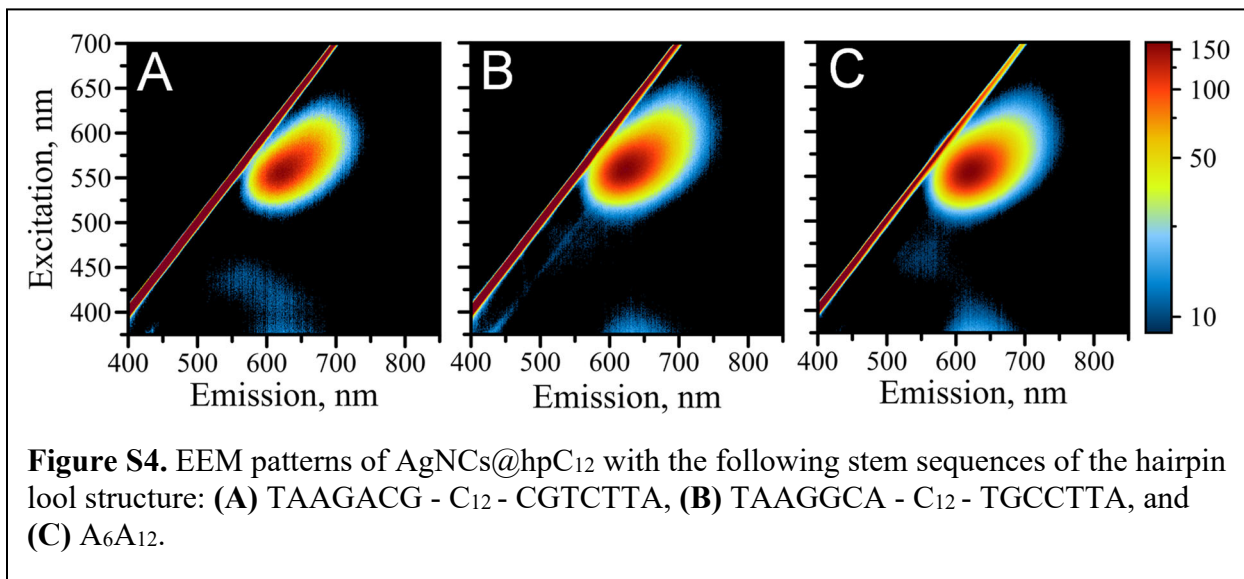 700
650
600
550
500
450
400
Excitation, nm
A
B
C
150
100
50
10
400 500 600 700 800
400 500 600 700 800
400 500 600 700 800
Emission, nm
Emission, nm
Emission, nm
Figure S4. EEM patterns of AgNCs@hpC₁₂ with the following stem sequences of the hairpin
lool structure: (A) TAAGACG - C₁₂ - CGTCTTA, (B) TAAGGCA - C₁₂ - TGCCTTA, and
(C) A₆A₁₂.